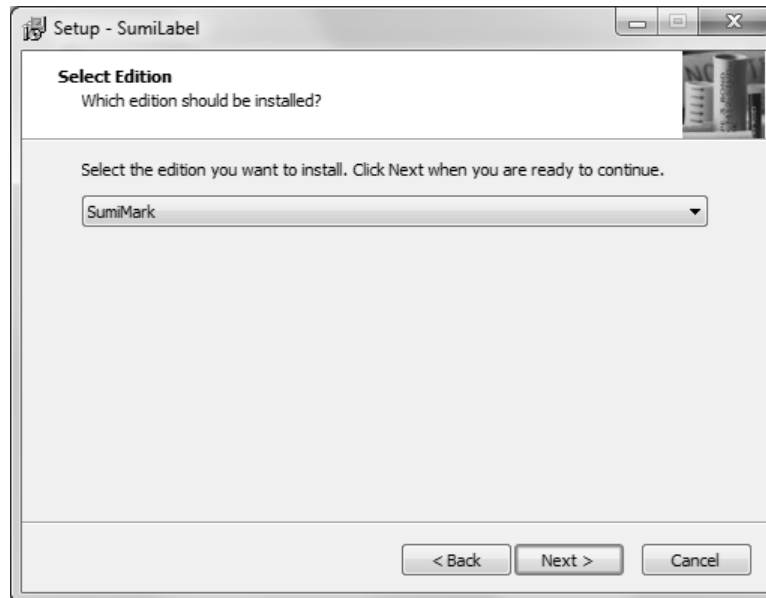 Setup - SumiLabel
Select Edition
Which edition should be installed?
Select the edition you want to install. Click Next when you are ready to continue.
SumiMark
< Back
Next >
Cancel